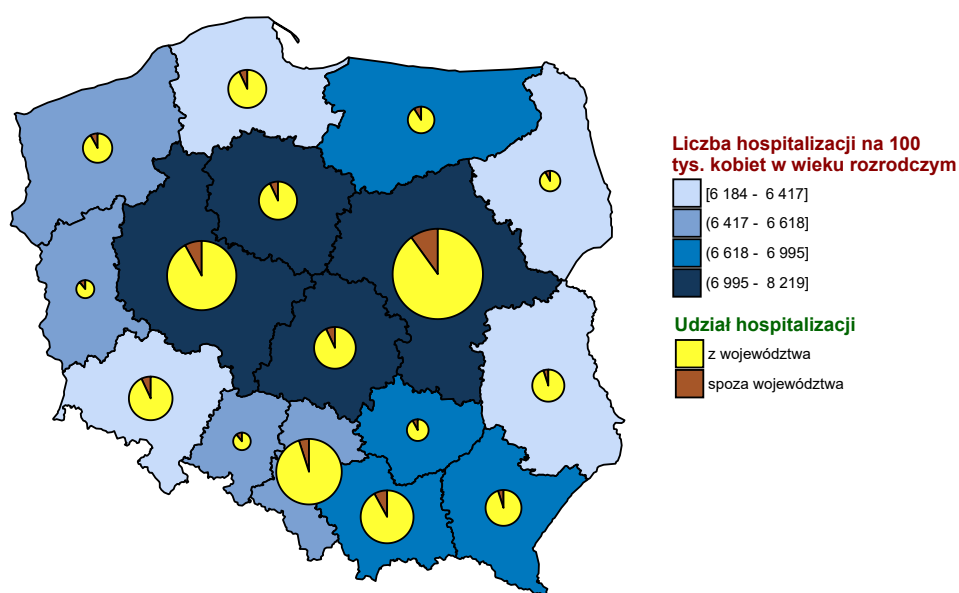 Liczba hospitalizacji na 100
tys. kobiet w wieku rozrodczym
[6 184 - 6 417]
(6 417 - 6 618]
(6 618 - 6 995]
(6 995 - 8 219]
Udział hospitalizacji
z województwa
spoza województwa